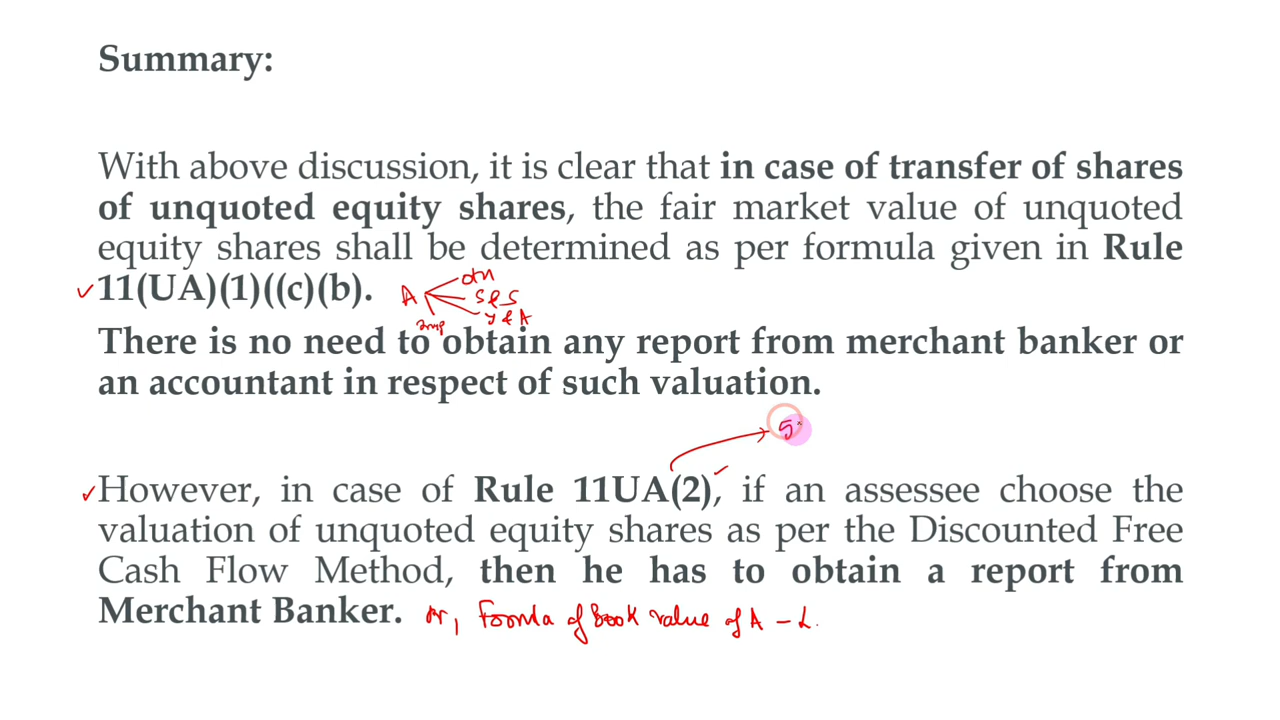 Summary:
With above discussion, it is clear that in case of transfer of shares
of unquoted equity shares, the fair market value of unquoted
equity shares shall be determined as per formula given in Rule
11(UA)(1)((c)(b). A
S & S
There is no need to obtain any report from merchant banker or
an accountant in respect of such valuation.
5
However, in case of Rule 11UA(2), if an assessee choose the
valuation of unquoted equity shares as per the Discounted Free
Cash Flow Method, then he has to obtain a report from
Merchant Banker. or, Formla of Book value of A - L.